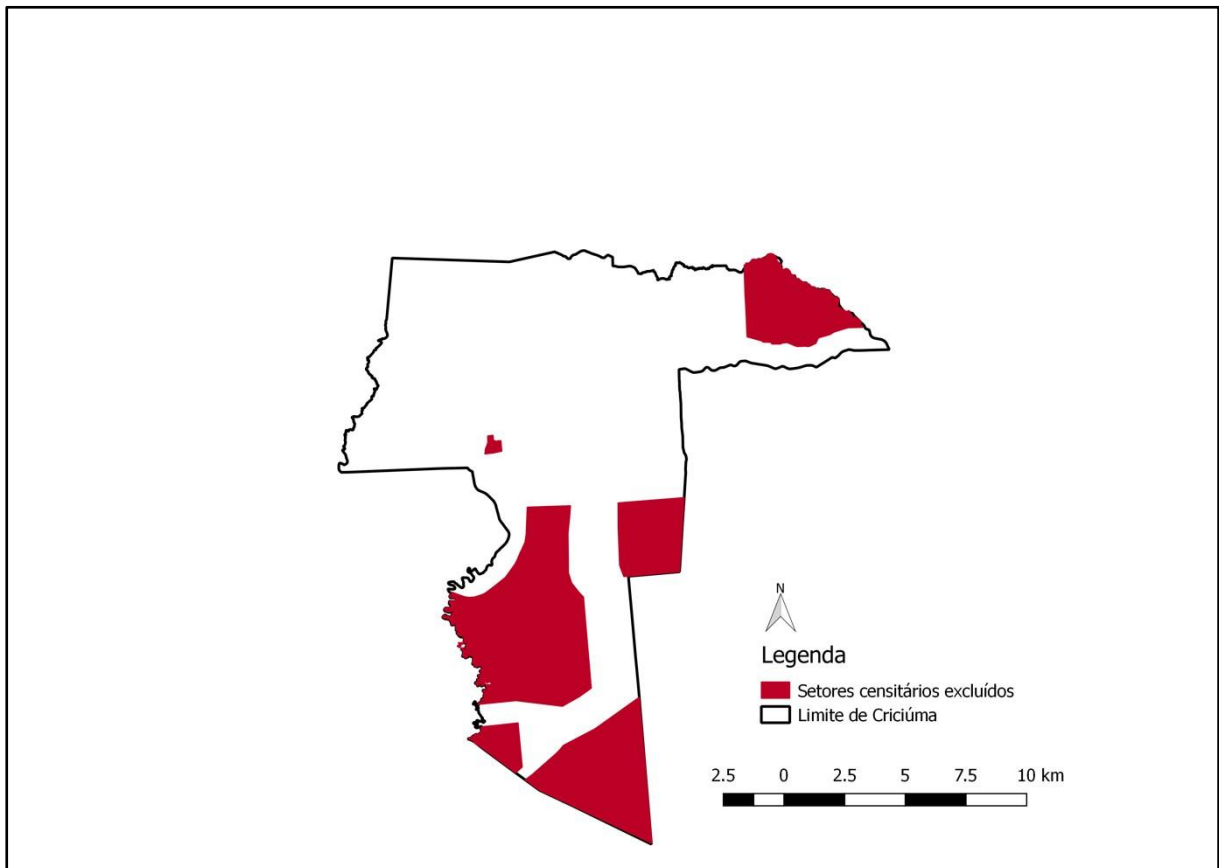 N
Legenda
Setores censitários excluídos
Limite de Criciúma
2.5 0 2.5 5 7.5 10 km